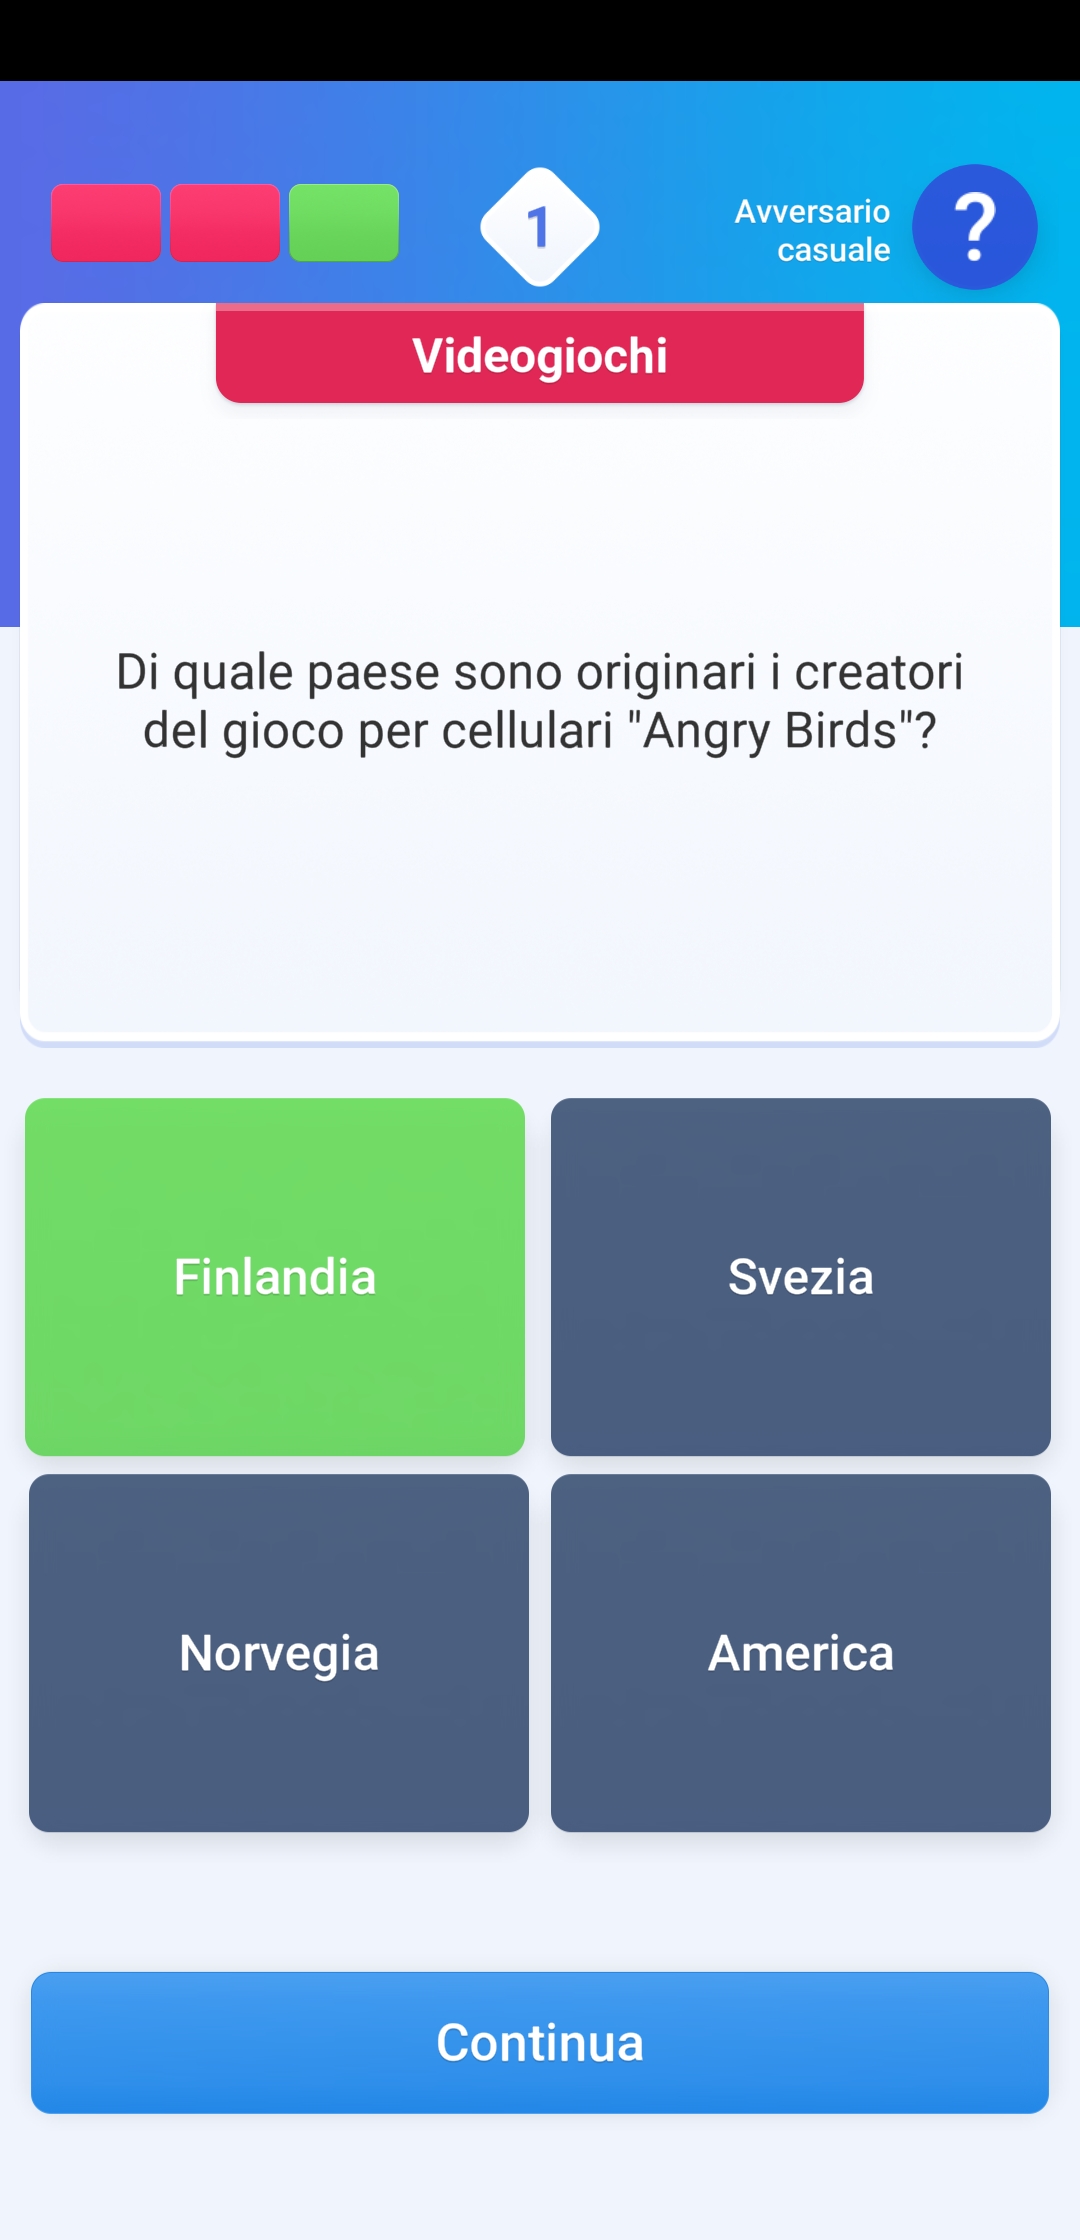 1
Avversario
casuale
?
Videogiochi
Di quale paese sono originari i creatori
del gioco per cellulari "Angry Birds"?
Finlandia
Svezia
Norvegia
America
Continua